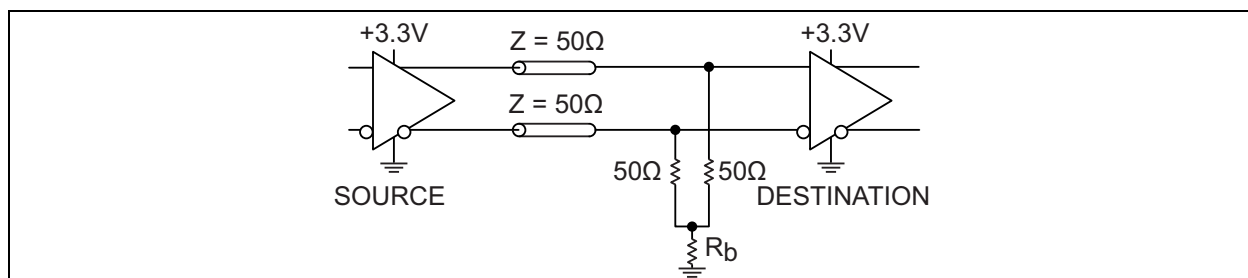 +3.3V Z = 50Ω +3.3V
Z = 50Ω
50Ω 50Ω
SOURCE DESTINATION
Rb